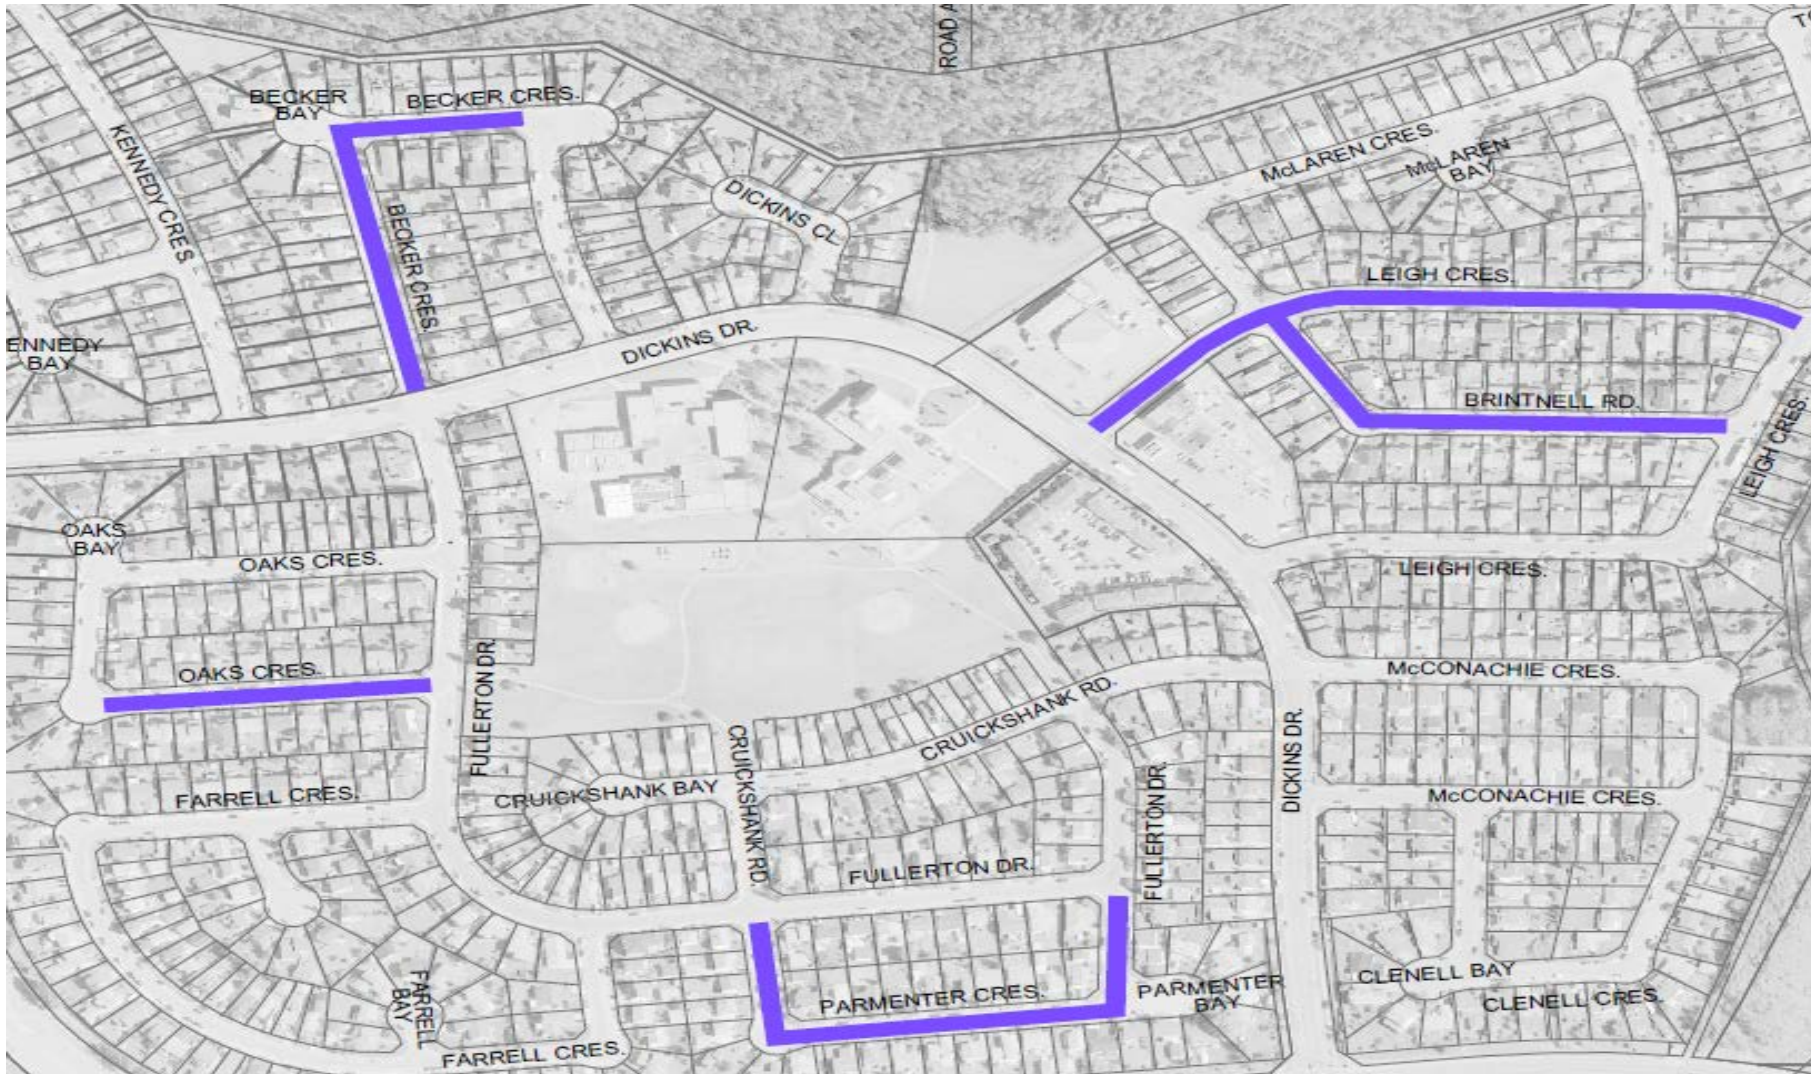 ROAD A
BECKER
BAY
BECKER CRES.
KENNEDY CRES
BECKER CRES.
DICKINS CL.
McLAREN CRES.
McLAREN
BAY
LEIGH CRES.
ENNEDY
BAY
DICKINS DR.
BRINTNELL RD.
LEIGH CRES.
OAKS
BAY
OAKS CRES.
LEIGH CRES.
OAKS CRES.
FULLERTON DR.
McCONACHIE CRES.
CRUICKSHANK RD.
DICKINS DR.
FARRELL CRES.
CRUICKSHANK BAY
CRUICKSHANK RD.
FULLERTON DR.
McCONACHIE CRES.
FULLERTON DR.
FARRELL
BAY
PARMENTER CRES.
PARMENTER
BAY
CLENELL BAY
CLENELL CRES.
FARRELL CRES.